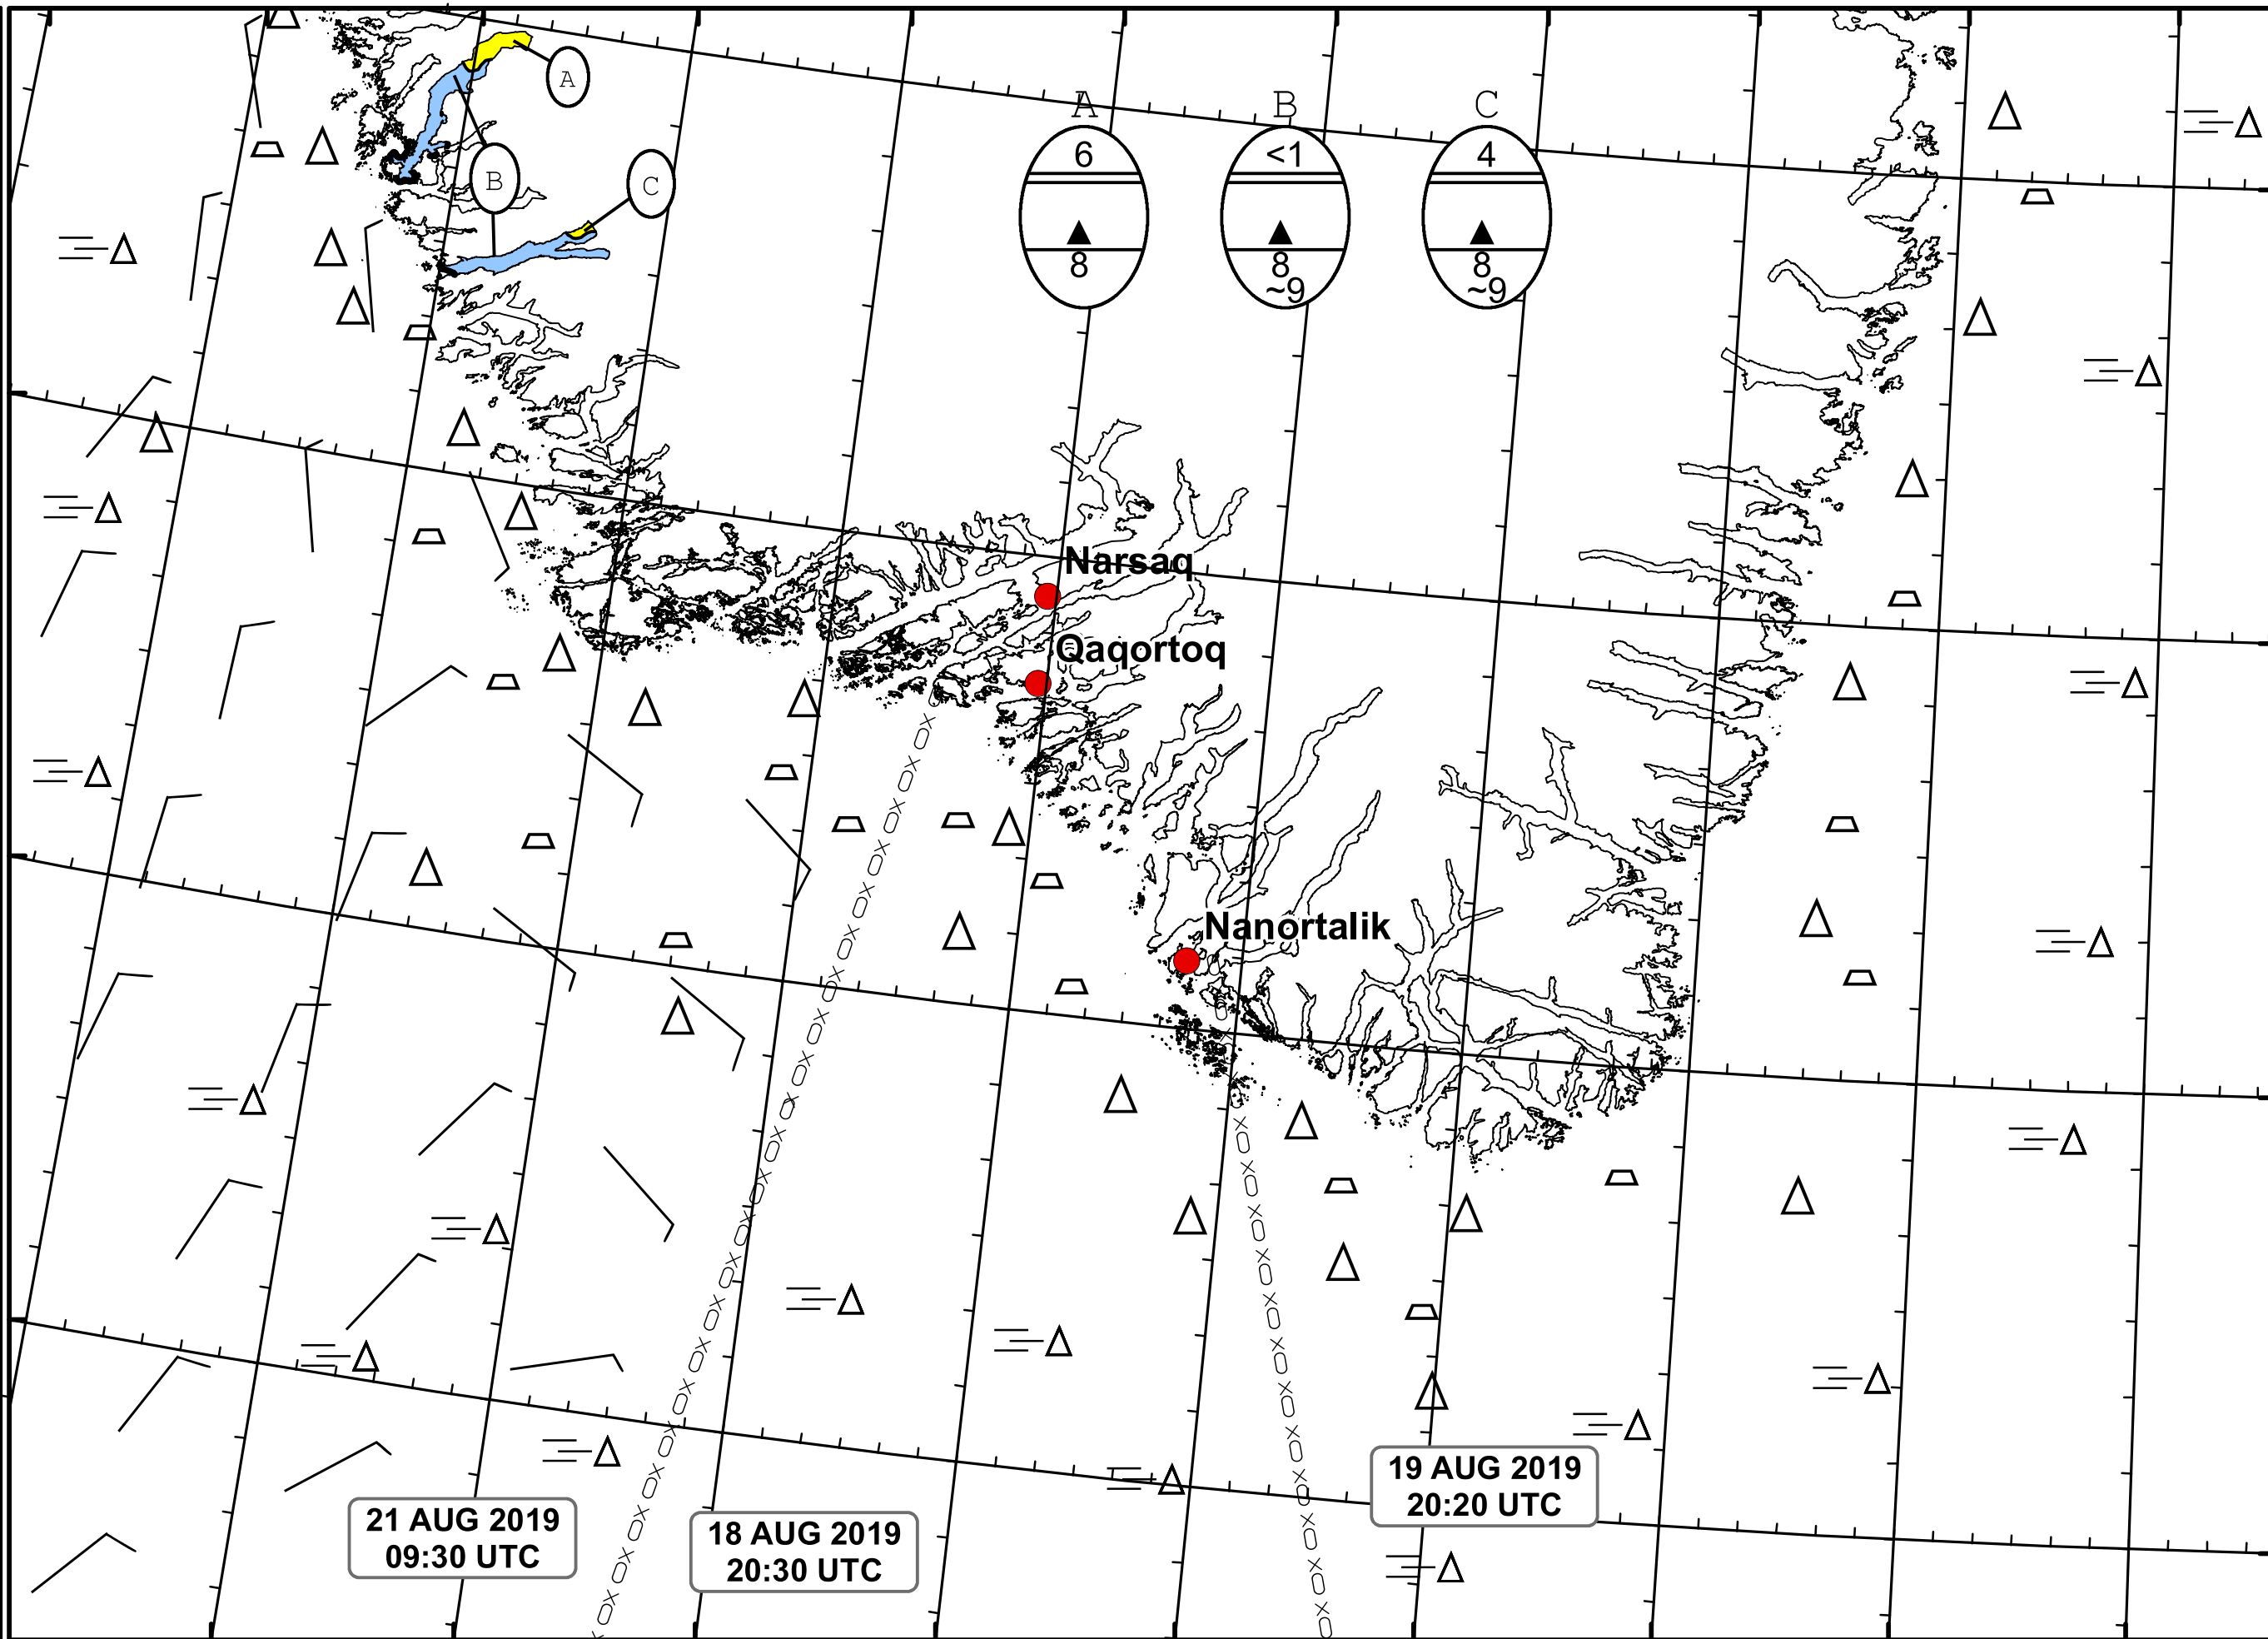 A
B
C
A B C
6 <1 4
8 8 8
~9 ~9
Narsaq
Qaqortoq
Nanortalik
19 AUG 2019
20:20 UTC
21 AUG 2019
09:30 UTC
18 AUG 2019
20:30 UTC